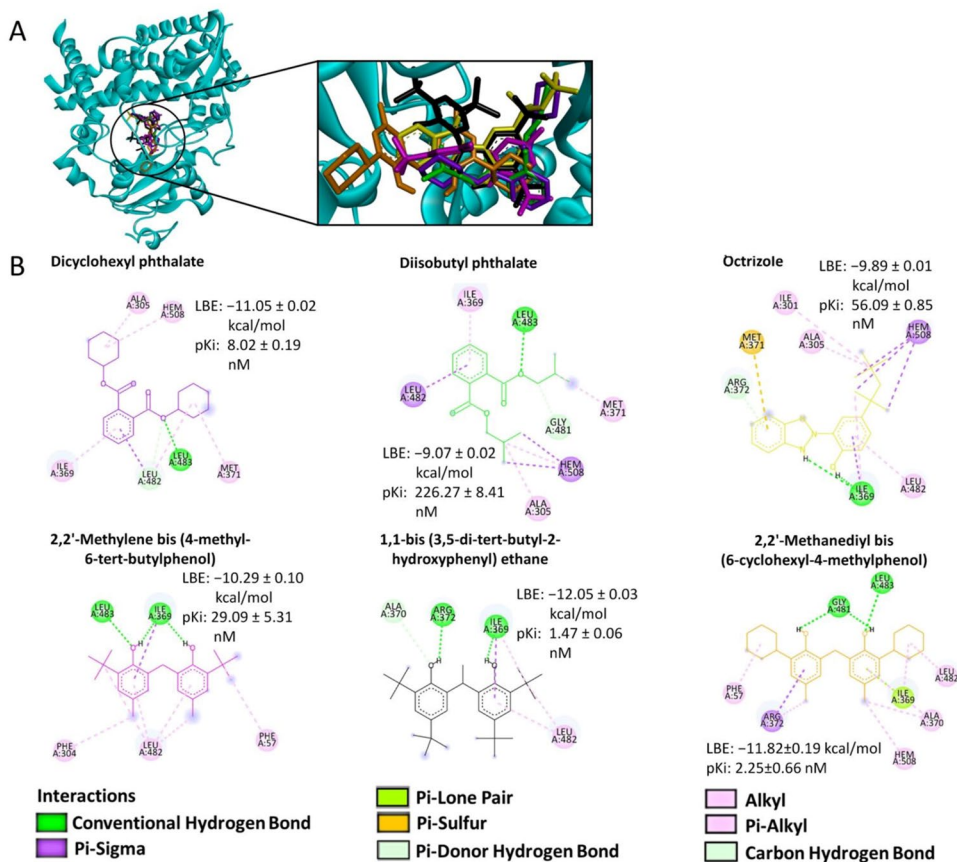 A
B
Dicyclohexyl phthalate
ALA
A:305
HEM
A:508
LBE: −11.05 ± 0.02
kcal/mol
pKi: 8.02 ± 0.19
nM
ILE
A:369
LEU
A:482
LEU
A:483
MET
A:371
Diisobutyl phthalate
ILE
A:369
LEU
A:483
LEU
A:482
MET
A:371
GLY
A:481
LBE: −9.07 ± 0.02
kcal/mol
pKi:
226.27 ± 8.41
nM
HEM
A:508
ALA
A:305
Octrizole
LBE: −9.89 ± 0.01
kcal/mol
pKi:
56.09 ± 0.85
nM
ILE
A:301
HEM
A:508
MET
A:371
ALA
A:305
ARG
A:372
H
H
ILE
A:369
LEU
A:482
2,2'-Methylene bis (4-methyl-
6-tert-butylphenol)
LBE: −10.29 ± 0.10
kcal/mol
pKi:
29.09 ± 5.31
nM
LEU
A:483
ILE
A:369
H
H
PHE
A:304
LEU
A:482
PHE
A:57
1,1-bis (3,5-di-tert-butyl-2-
hydroxyphenyl) ethane
LBE: −12.05 ± 0.03
kcal/mol
pKi: 1.47 ± 0.06
nM
ALA
A:370
ARG
A:372
ILE
A:369
H
H
LEU
A:482
2,2'-Methanediyl bis
(6-cyclohexyl-4-methylphenol)
LEU
A:483
GLY
A:481
H
H
LEU
A:482
PHE
A:57
ARG
A:372
ILE
A:369
ALA
A:370
HEM
A:508
LBE: −11.82±0.19 kcal/mol
pKi: 2.25±0.66 nM
Interactions
Conventional Hydrogen Bond
Pi-Sigma
Pi-Lone Pair
Pi-Sulfur
Pi-Donor Hydrogen Bond
Alkyl
Pi-Alkyl
Carbon Hydrogen Bond